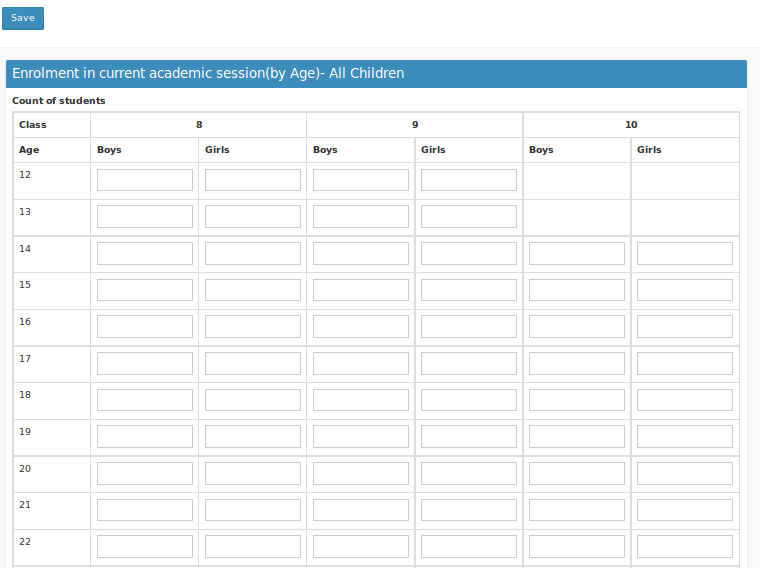 Save
Enrolment in current academic session(by Age)- All Children
Count of students
Class 8 9 10
Age Boys Girls Boys Girls Boys Girls
12
13
14
15
16
17
18
19
20
21
22